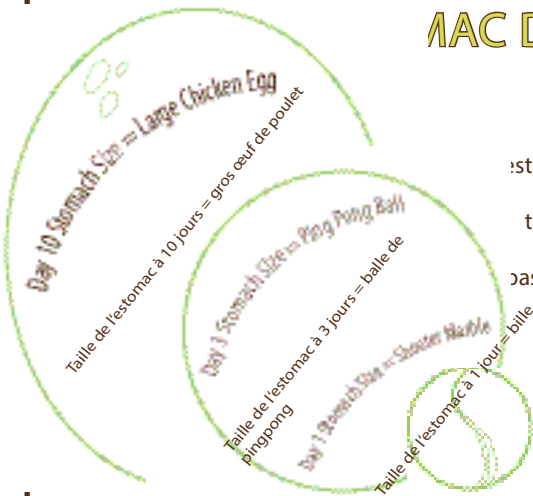 MAC D
Day 10 Stomach Size = Large Chicken Egg
Taille de l'estomac à 10 jours = gros œuf de poulet
est
t
pas
Day 3 Stomach Size = Ping Pong Ball
Taille de l'estomac à 3 jours = balle de
pingpong
Day 1 Stomach Size = Shooter Marble
Taille de l'estomac à 1 jour = bille